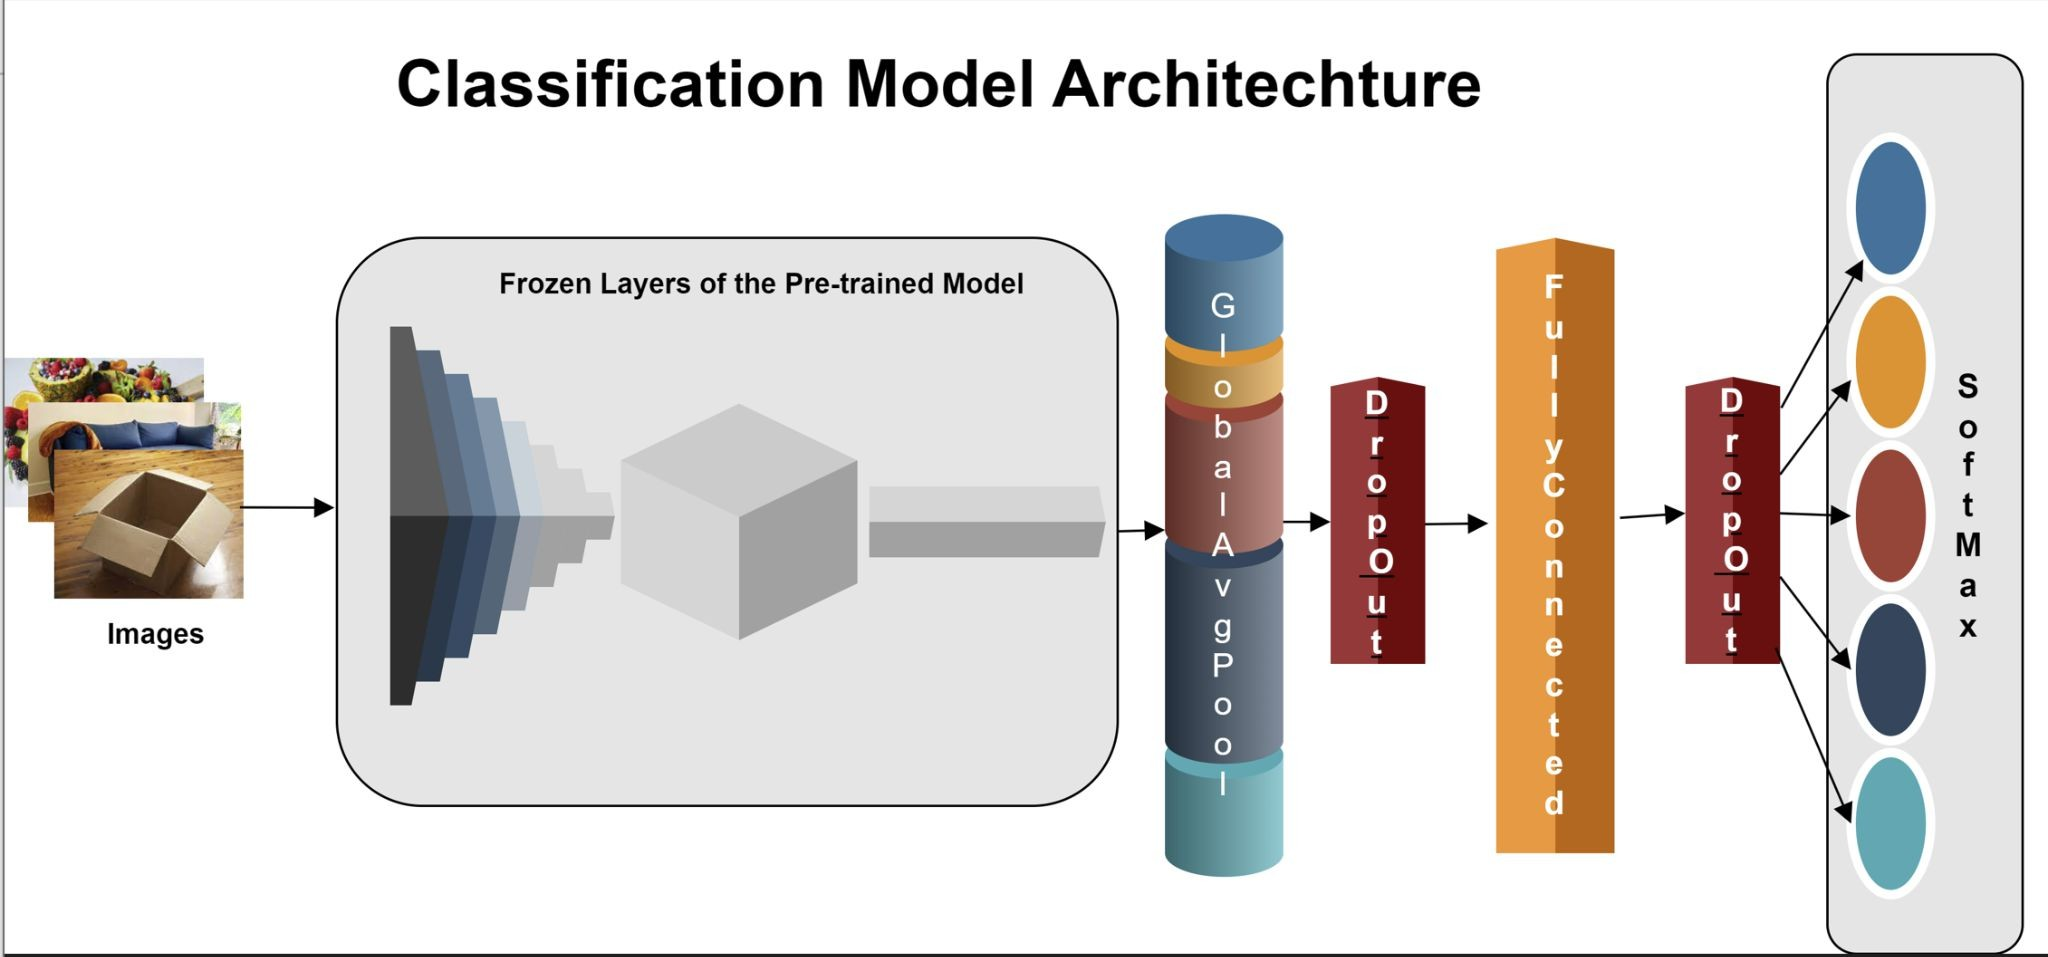 Classification Model Architechture
Frozen Layers of the Pre-trained Model
Images
GlobalAvgPool
DropOut
FullyConnected
DropOut
SoftMax